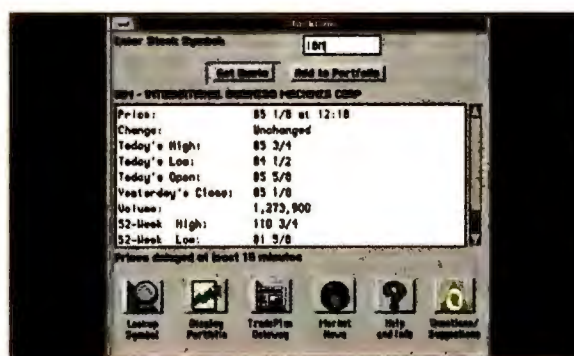 Enter Stock Symbol IBM
Get Quote Add to Portfolio
IBM - INTERNATIONAL BUSINESS MACHINES CORP
Price: 85 1/8 at 12:18
Change: Unchanged
Today's High: 85 3/4
Today's Low: 84 1/2
Today's Open: 85 5/8
Yesterday's Close: 85 1/8
Volume: 1,273,900
52-Week High: 110 3/4
52-Week Low: 81 5/8
Prices delayed at least 15 minutes
Lookup Symbol
Display Portfolio
TradePlus Gateway
Market News
Help and Info
Questions/ Suggestions